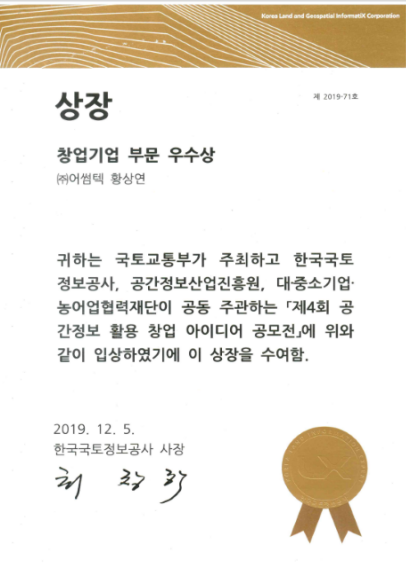 Korea Land and Geospatial InformatiX Corporation
상장
제 2019-71호
창업기업 부문 우수상
㈜어썸텍 황상연
귀하는 국토교통부가 주최하고 한국국토
정보공사, 공간정보산업진흥원, 대·중소기업·
농어업협력재단이 공동 주관하는 「제4회 공
간정보 활용 창업 아이디어 공모전」에 위와
같이 입상하였기에 이 상장을 수여함.
2019. 12. 5.
한국국토정보공사 사장